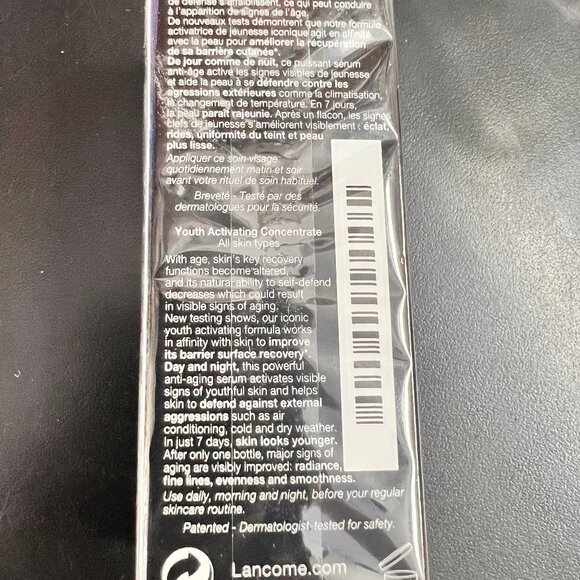 de défense s'affaiblissent, ce qui peut conduire
à l'apparition de signes de l'âge.
De nouveaux tests démontrent que notre formule
activatrice de jeunesse iconique agit en affinité
avec la peau pour améliorer la récupération
de sa barrière cutanée*.
De jour comme de nuit, ce puissant sérum
anti-âge active les signes visibles de jeunesse
et aide la peau à se défendre contre les
agressions extérieures comme la climatisation,
le changement de température. En 7 jours,
la peau paraît rajeunie. Après un flacon, les signes
clefs de jeunesse s'améliorent visiblement : éclat,
rides, uniformité du teint et peau
plus lisse.
Appliquer ce soin visage
quotidiennement matin et soir
avant votre rituel de soin habituel.
Breveté - Testé par des
dermatologues pour la sécurité.
Youth Activating Concentrate
All skin types
With age, skin's key recovery
functions become altered,
and its natural ability to self-defend
decreases which could result
in visible signs of aging.
New testing shows, our iconic
youth activating formula works
in affinity with skin to improve
its barrier surface recovery*.
Day and night, this powerful
anti-aging serum activates visible
signs of youthful skin and helps
skin to defend against external
aggressions such as air
conditioning, cold and dry weather.
In just 7 days, skin looks younger.
After only one bottle, major signs of
aging are visibly improved: radiance,
fine lines, evenness and smoothness.
Use daily, morning and night, before your regular
skincare routine.
Patented - Dermatologist-tested for safety.
Lancome.com